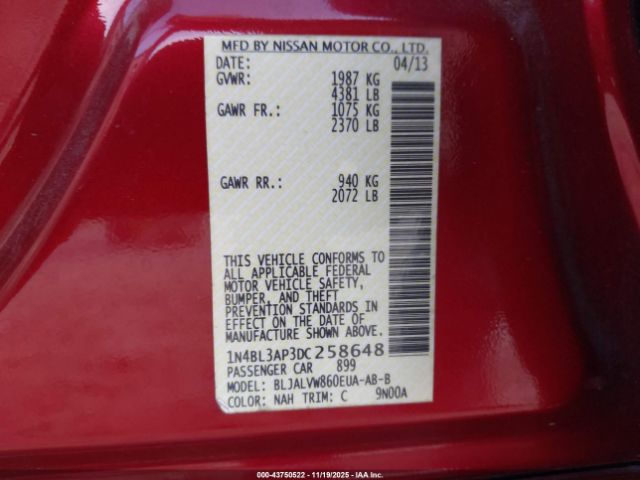 MFD BY NISSAN MOTOR CO., LTD.
DATE: 04/13
GVWR: 1987 KG
4381 LB
GAWR FR.: 1075 KG
2370 LB
GAWR RR.: 940 KG
2072 LB
THIS VEHICLE CONFORMS TO
ALL APPLICABLE FEDERAL
MOTOR VEHICLE SAFETY,
BUMPER, AND THEFT
PREVENTION STANDARDS IN
EFFECT ON THE DATE OF
MANUFACTURE SHOWN ABOVE.
1N4BL3AP3DC258648
PASSENGER CAR 899
MODEL: BLJALVW860EUA-AB-B
COLOR: NAH TRIM: C 9N00A
000-43750522 - 11/19/2025 - IAA Inc.